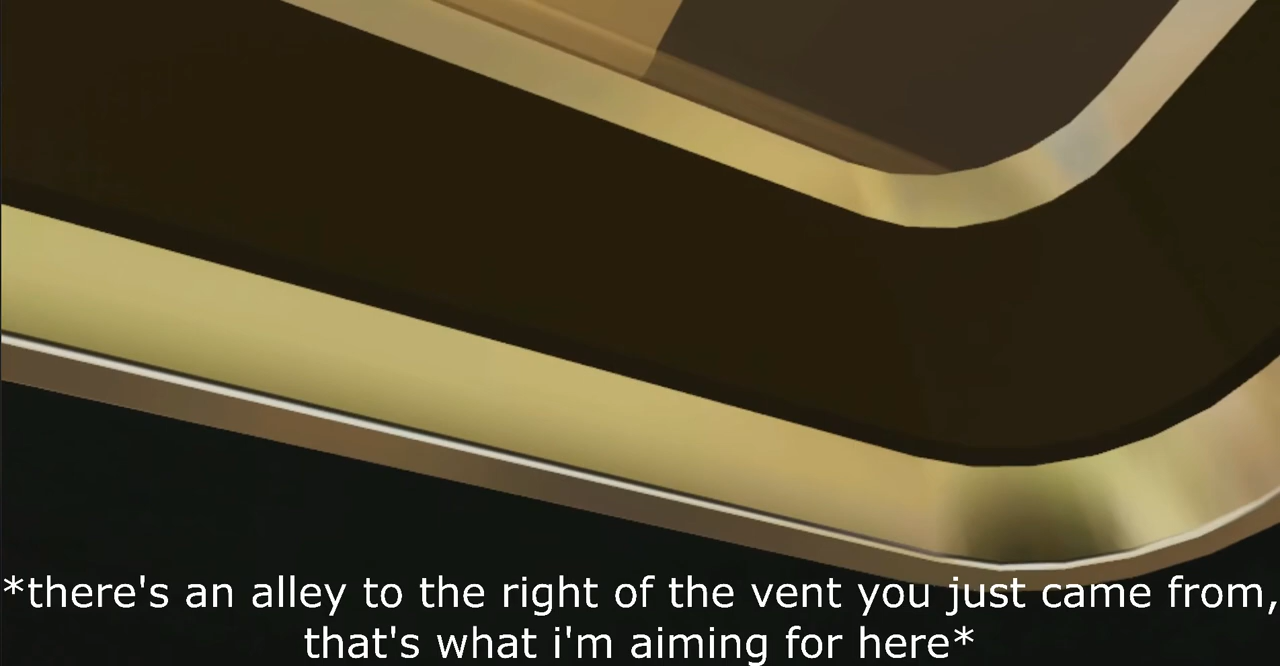 *there's an alley to the right of the vent you just came from,
that's what i'm aiming for here*